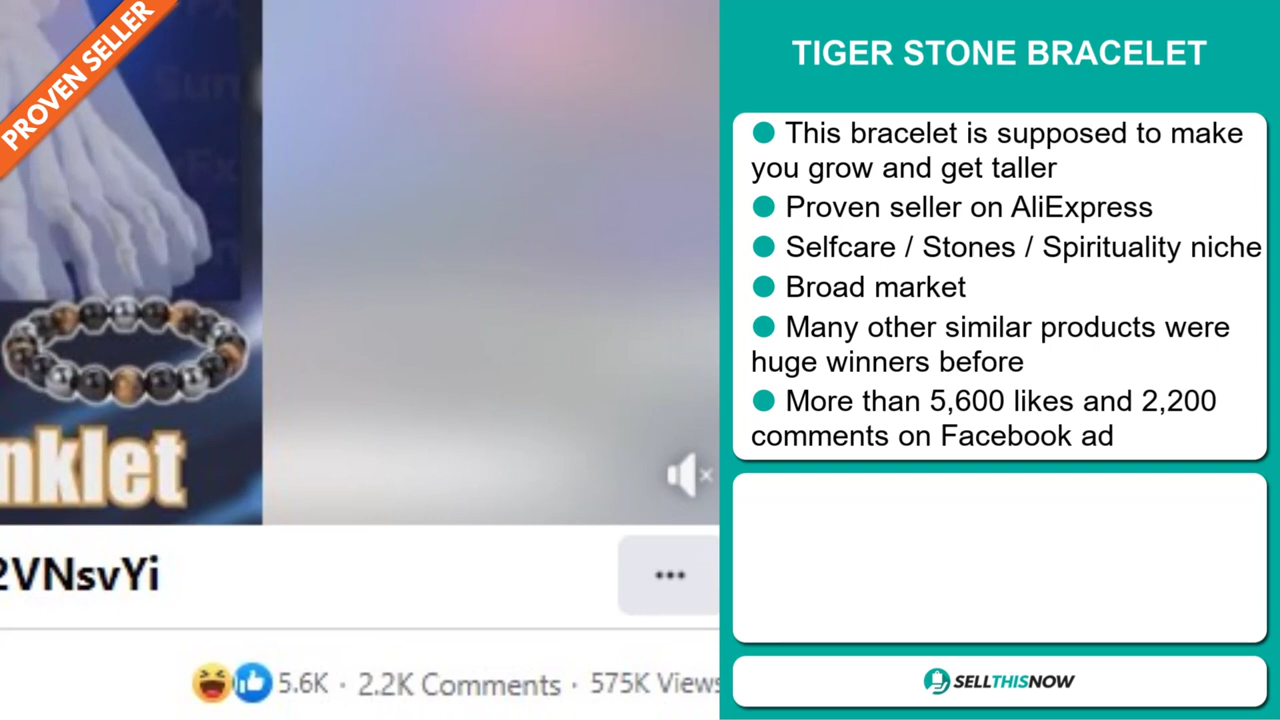 PROVEN SELLER
nklet
2VNsvYi
5.6K · 2.2K Comments · 575K Views
TIGER STONE BRACELET
● This bracelet is supposed to make
you grow and get taller
● Proven seller on AliExpress
● Selfcare / Stones / Spirituality niche
● Broad market
● Many other similar products were
huge winners before
● More than 5,600 likes and 2,200
comments on Facebook ad
SELLTHISNOW